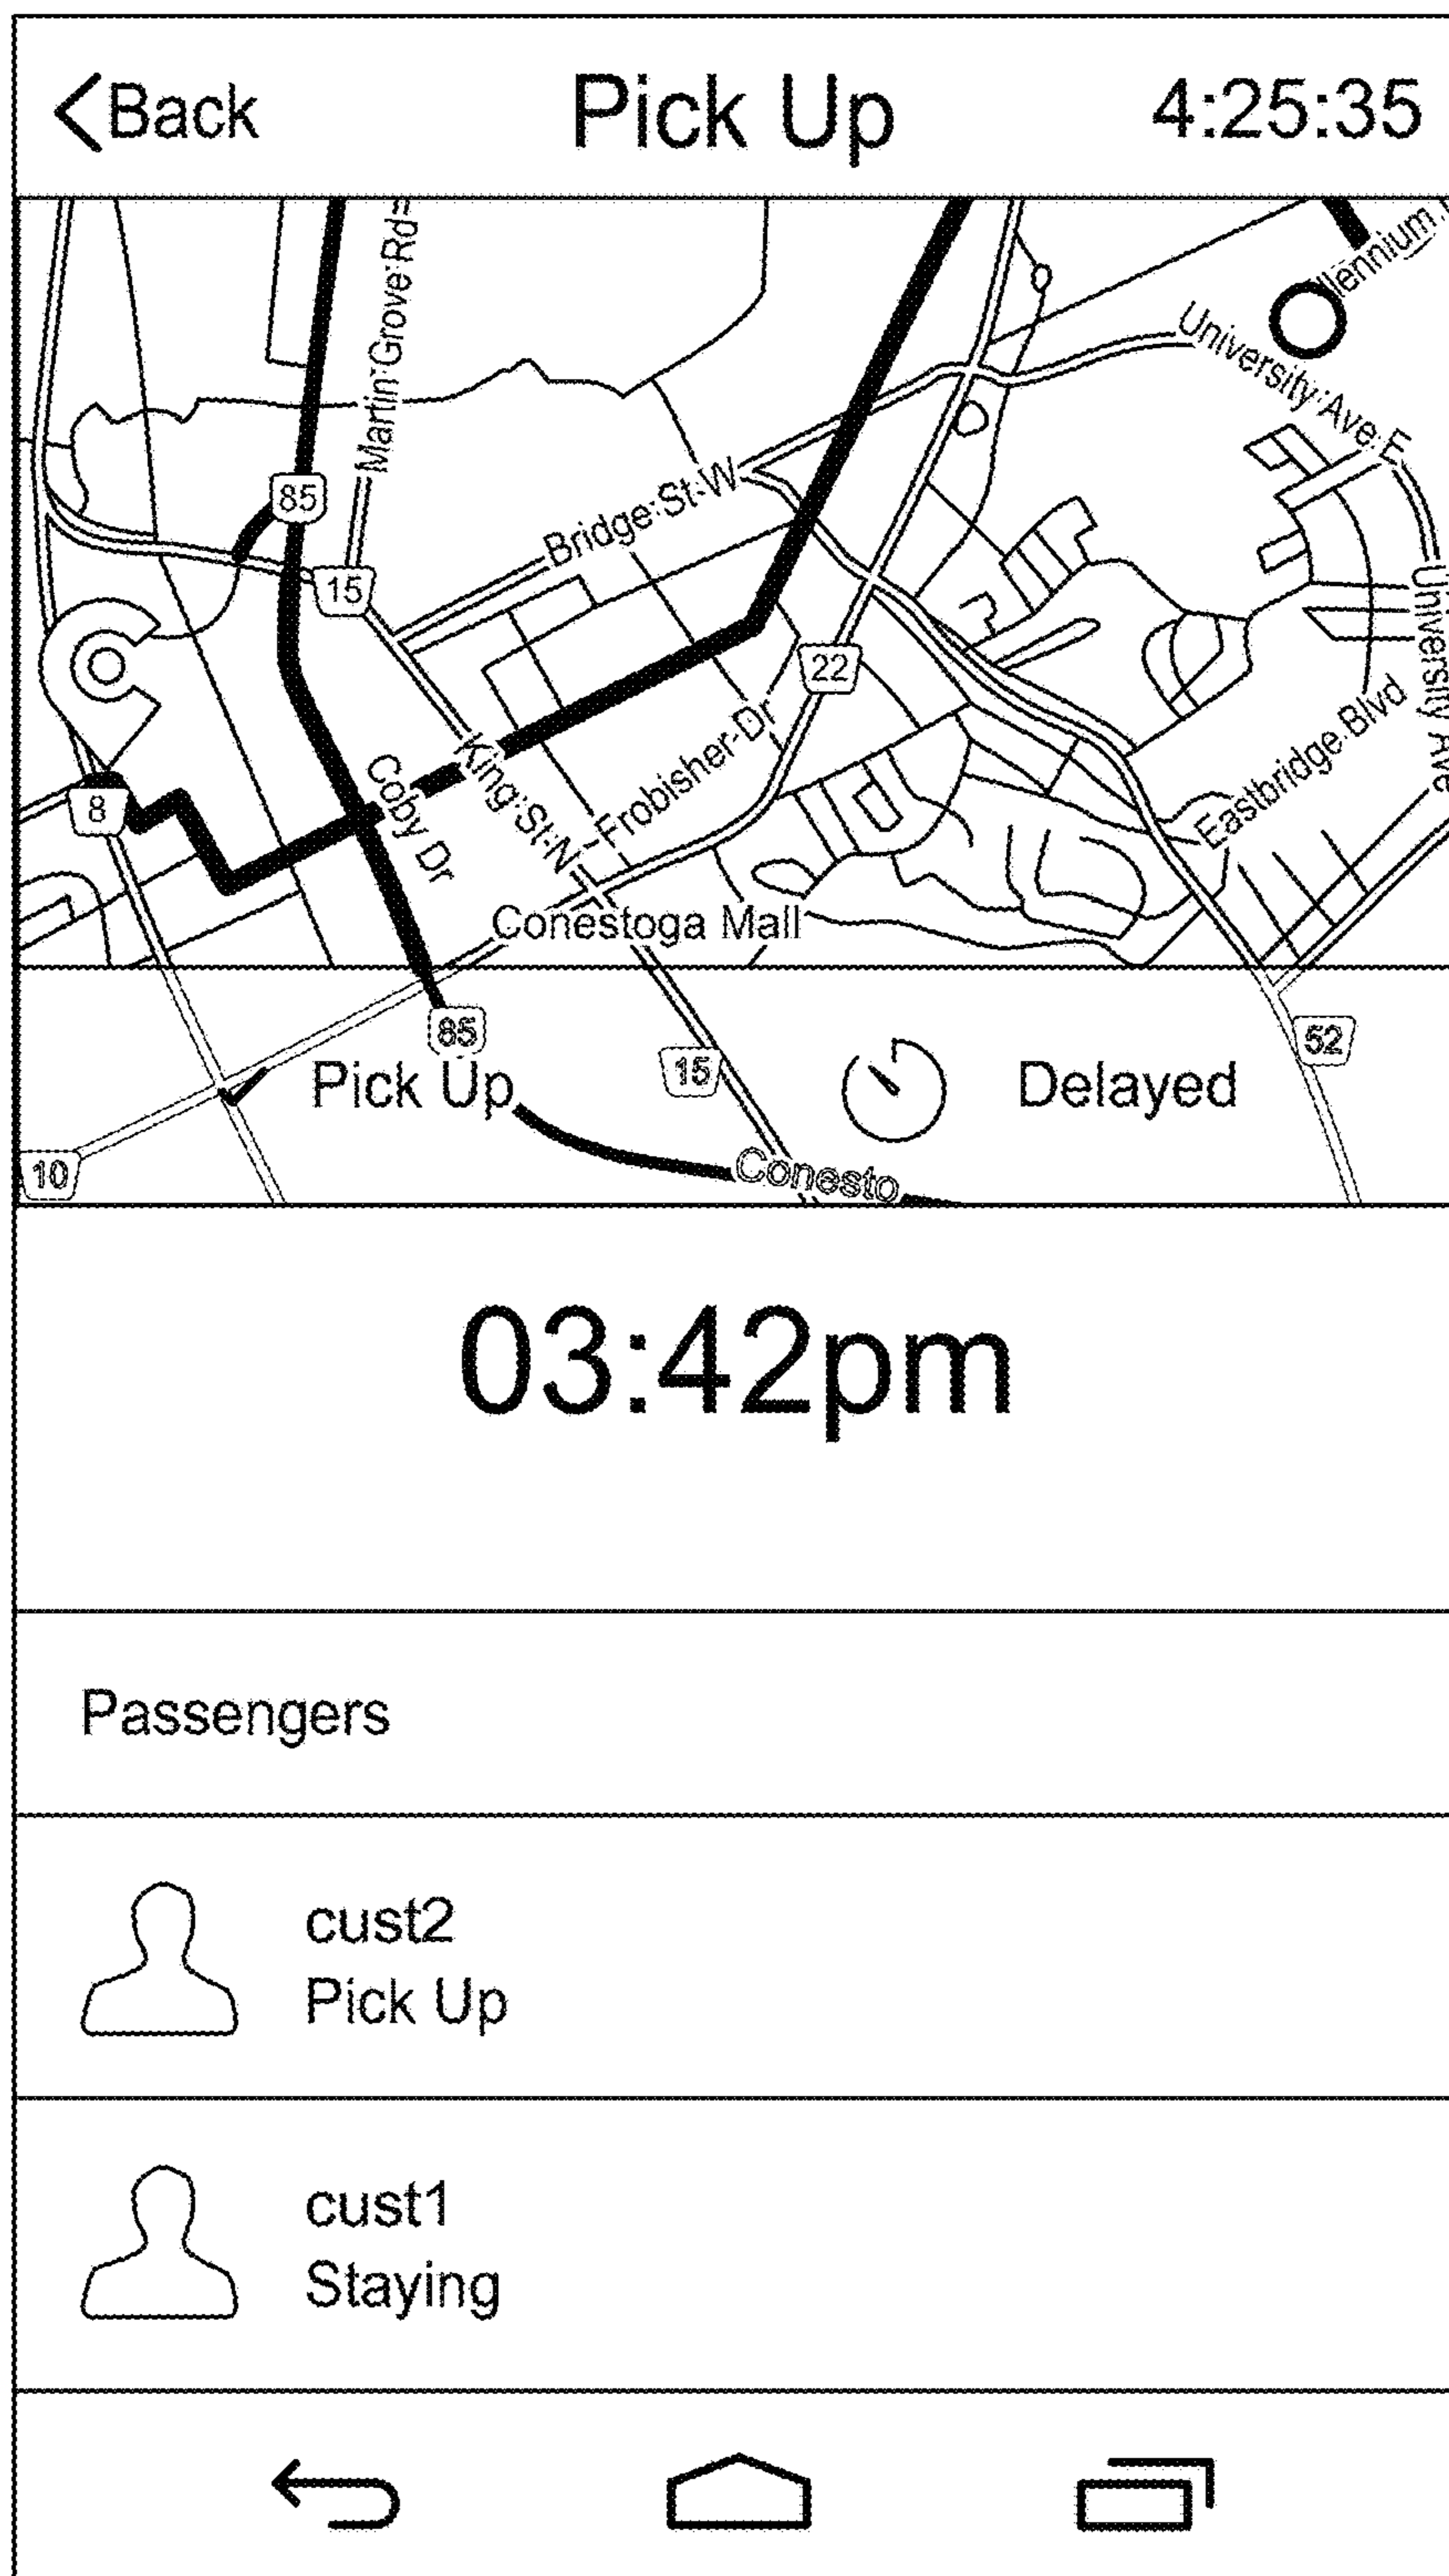 Back
Pick Up
4:25:35
Martin Grove Rd
llennium
University Ave E
85
Bridge St W
15
22
University Ave
King St N
Frobisher Dr
Coby Dr
Eastbridge Blvd
8
Conestoga Mall
85
15
52
Pick Up
Delayed
10
Conesto
03:42pm
Passengers
cust2
Pick Up
cust1
Staying